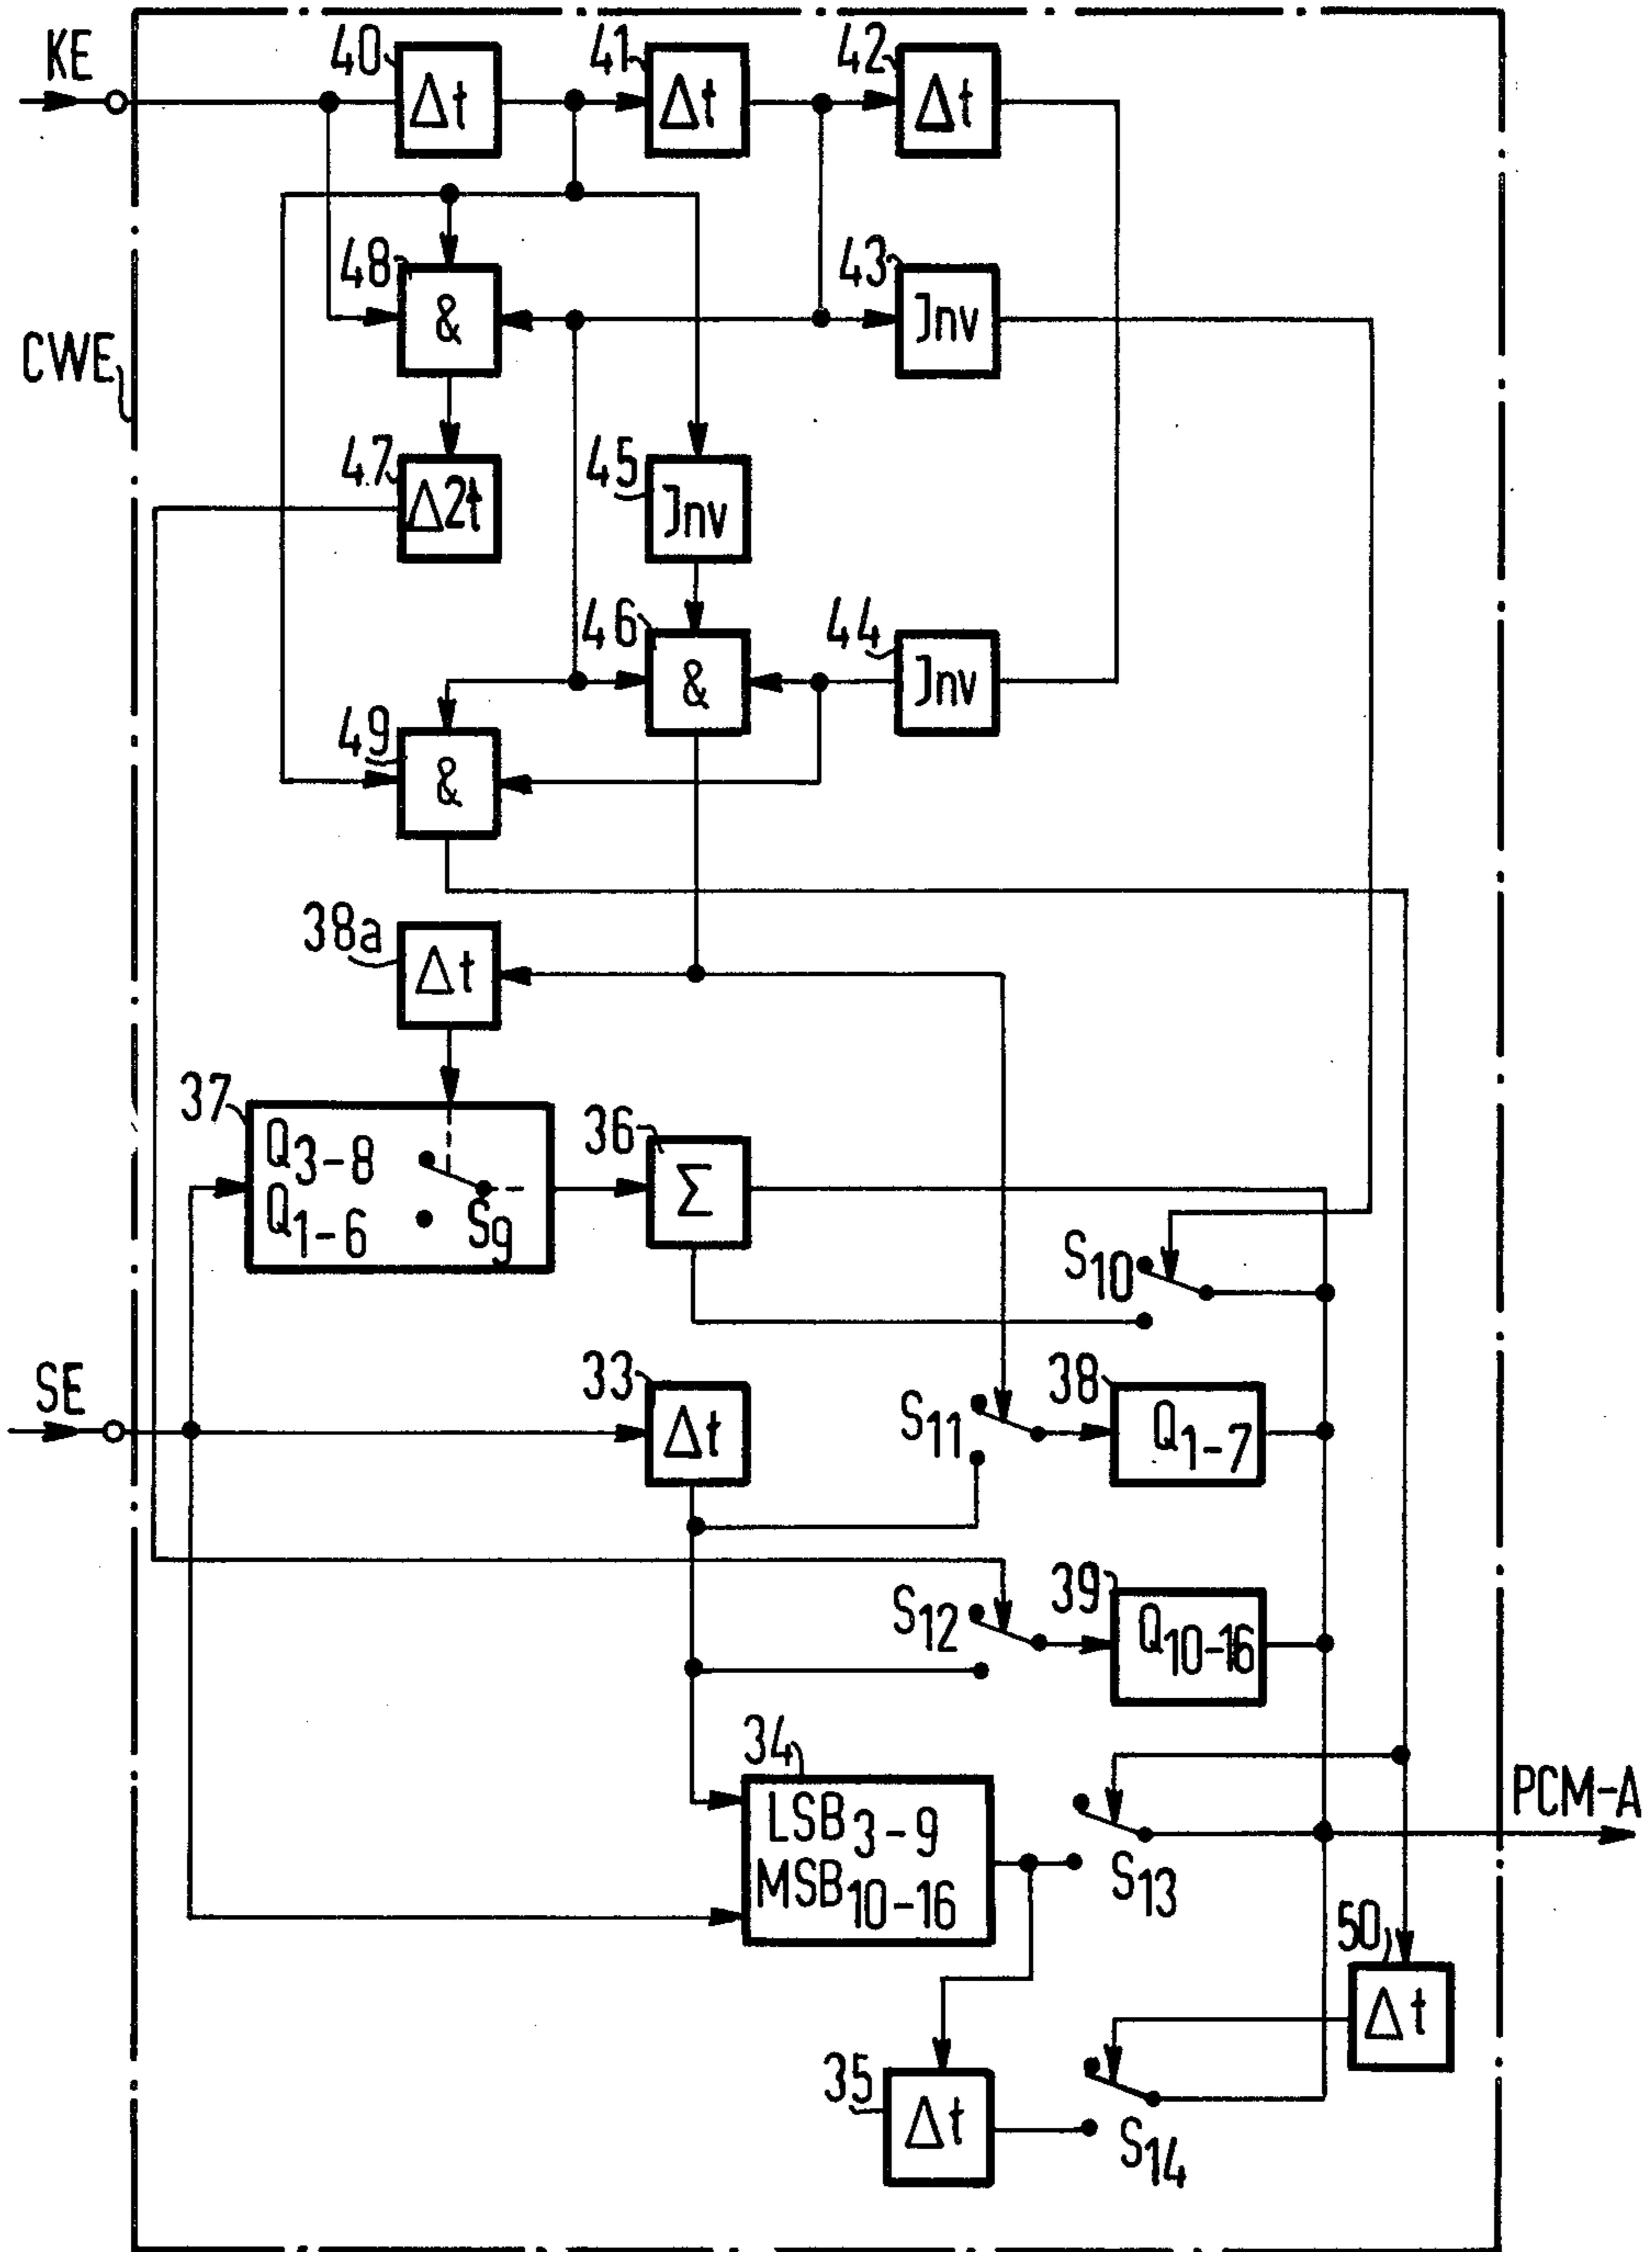 KE
40
Δt
41
Δt
42
Δt
48
&
43
Jnv
CWE
47
Δ2t
45
Jnv
46
&
44
Jnv
49
&
38a
Δt
37
Q3-8
Q1-6
S9
36
Σ
S10
SE
33
Δt
S11
38
Q1-7
S12
39
Q10-16
34
LSB3-9
MSB10-16
S13
PCM-A
50
Δt
35
Δt
S14